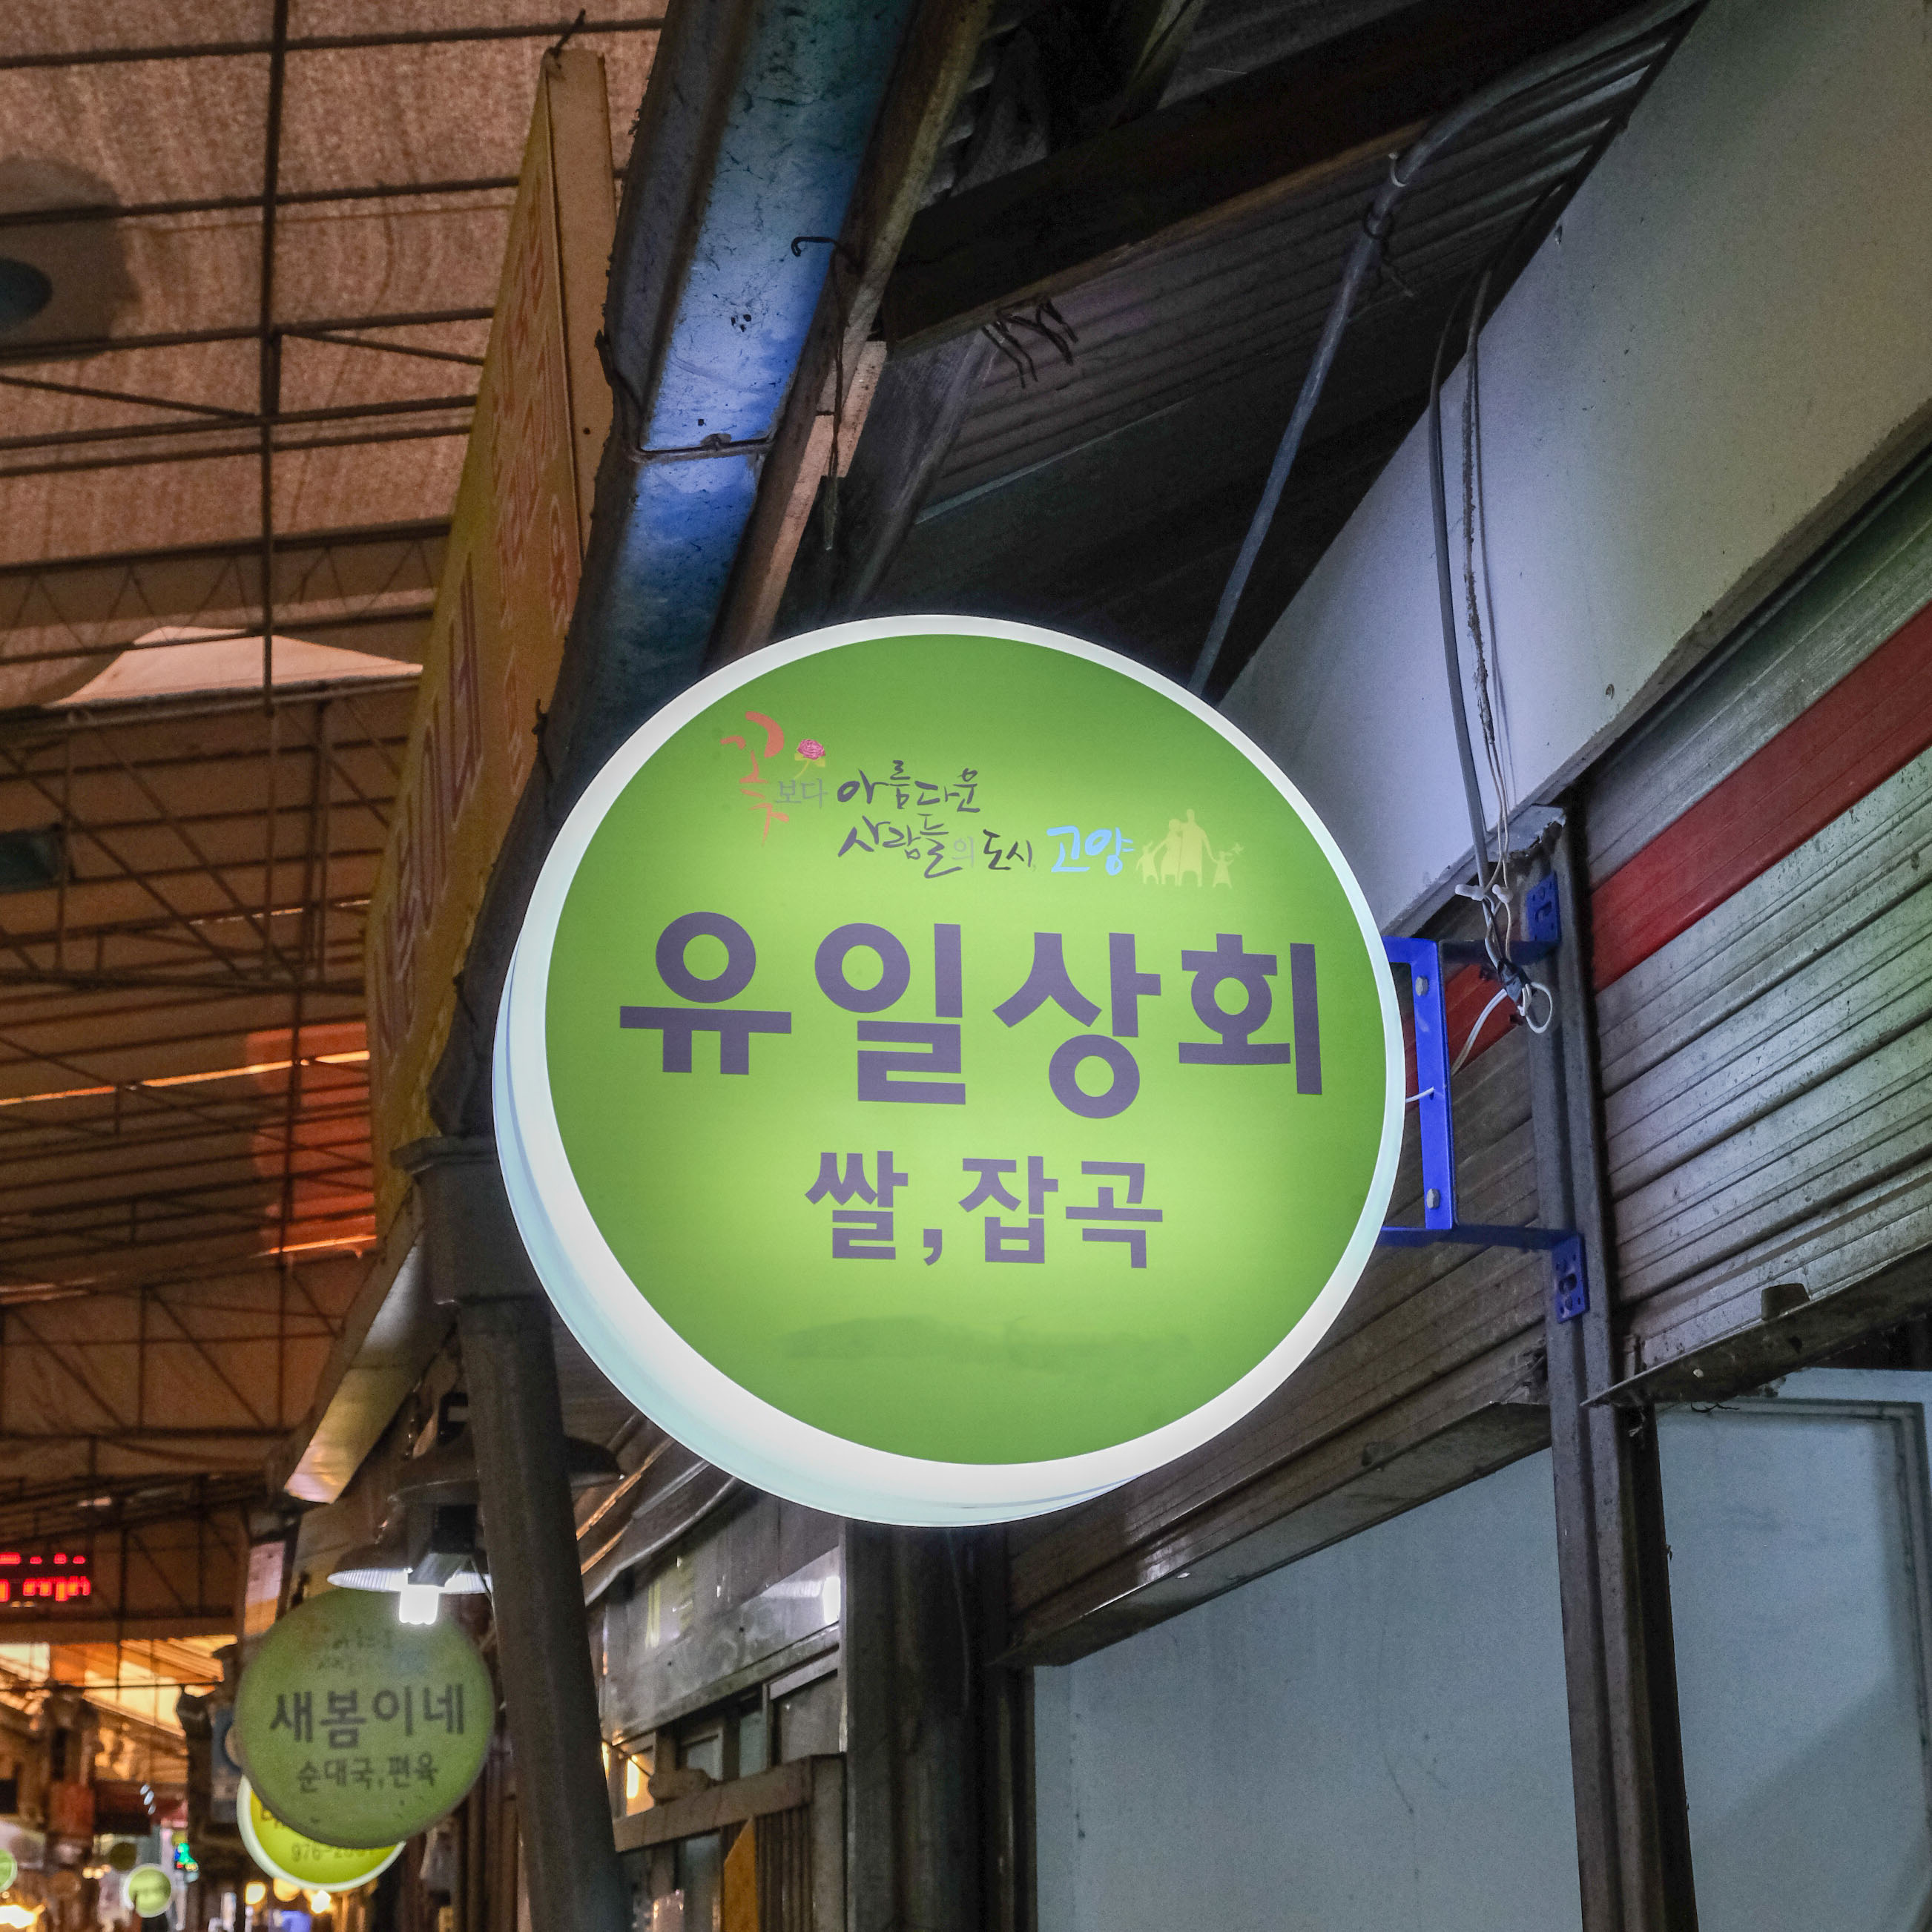 꽃보다 아름다운
사람들의 도시 고양
유일상회
쌀,잡곡
새봄이네
순대국,편육